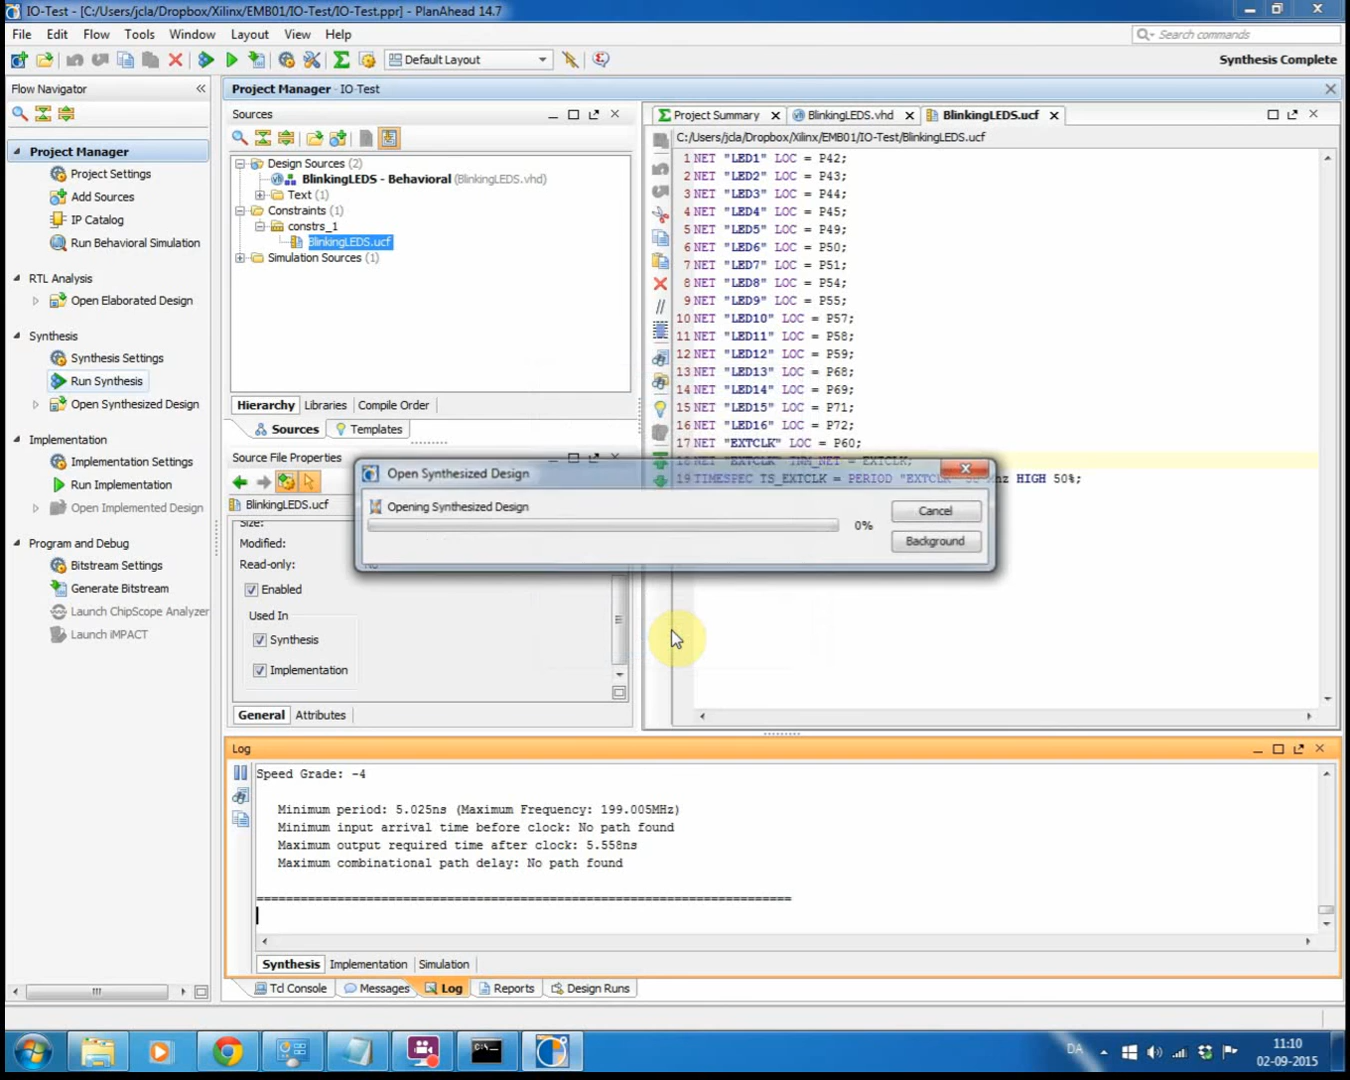 IO-Test - [C:/Users/jcla/Dropbox/Xilinx/EMB01/IO-Test/IO-Test.ppr] - PlanAhead 14.7
File Edit Flow Tools Window Layout View Help
Search commands
Default Layout
Synthesis Complete
Flow Navigator
Project Manager
Project Settings
Add Sources
IP Catalog
Run Behavioral Simulation
RTL Analysis
Open Elaborated Design
Synthesis
Synthesis Settings
Run Synthesis
Open Synthesized Design
Implementation
Implementation Settings
Run Implementation
Open Implemented Design
Program and Debug
Bitstream Settings
Generate Bitstream
Launch ChipScope Analyzer
Launch iMPACT
Project Manager - IO-Test
Sources
Design Sources (2)
BlinkingLEDS - Behavioral (BlinkingLEDS.vhd)
Text (1)
Constraints (1)
constrs_1
BlinkingLEDS.ucf
Simulation Sources (1)
Hierarchy Libraries Compile Order
Sources Templates
Source File Properties
BlinkingLEDS.ucf
Size:
Modified:
Read-only:
Enabled
Used In
Synthesis
Implementation
General Attributes
Project Summary BlinkingLEDS.vhd BlinkingLEDS.ucf
C:/Users/jcla/Dropbox/Xilinx/EMB01/IO-Test/BlinkingLEDS.ucf
1 NET "LED1" LOC = P42;
2 NET "LED2" LOC = P43;
3 NET "LED3" LOC = P44;
4 NET "LED4" LOC = P45;
5 NET "LED5" LOC = P49;
6 NET "LED6" LOC = P50;
7 NET "LED7" LOC = P51;
8 NET "LED8" LOC = P54;
9 NET "LED9" LOC = P55;
10 NET "LED10" LOC = P57;
11 NET "LED11" LOC = P58;
12 NET "LED12" LOC = P59;
13 NET "LED13" LOC = P68;
14 NET "LED14" LOC = P69;
15 NET "LED15" LOC = P71;
16 NET "LED16" LOC = P72;
17 NET "EXTCLK" LOC = P60;
18 NET "EXTCLK" TNM_NET = EXTCLK;
19 TIMESPEC TS_EXTCLK = PERIOD "EXTCLK" HIGH 50%;
Open Synthesized Design
Opening Synthesized Design
0%
Cancel
Background
Log
Speed Grade: -4
Minimum period: 5.025ns (Maximum Frequency: 199.005MHz)
Minimum input arrival time before clock: No path found
Maximum output required time after clock: 5.558ns
Maximum combinational path delay: No path found
=========================================================================
Synthesis Implementation Simulation
Tcl Console Messages Log Reports Design Runs
DA
11:10
02-09-2015